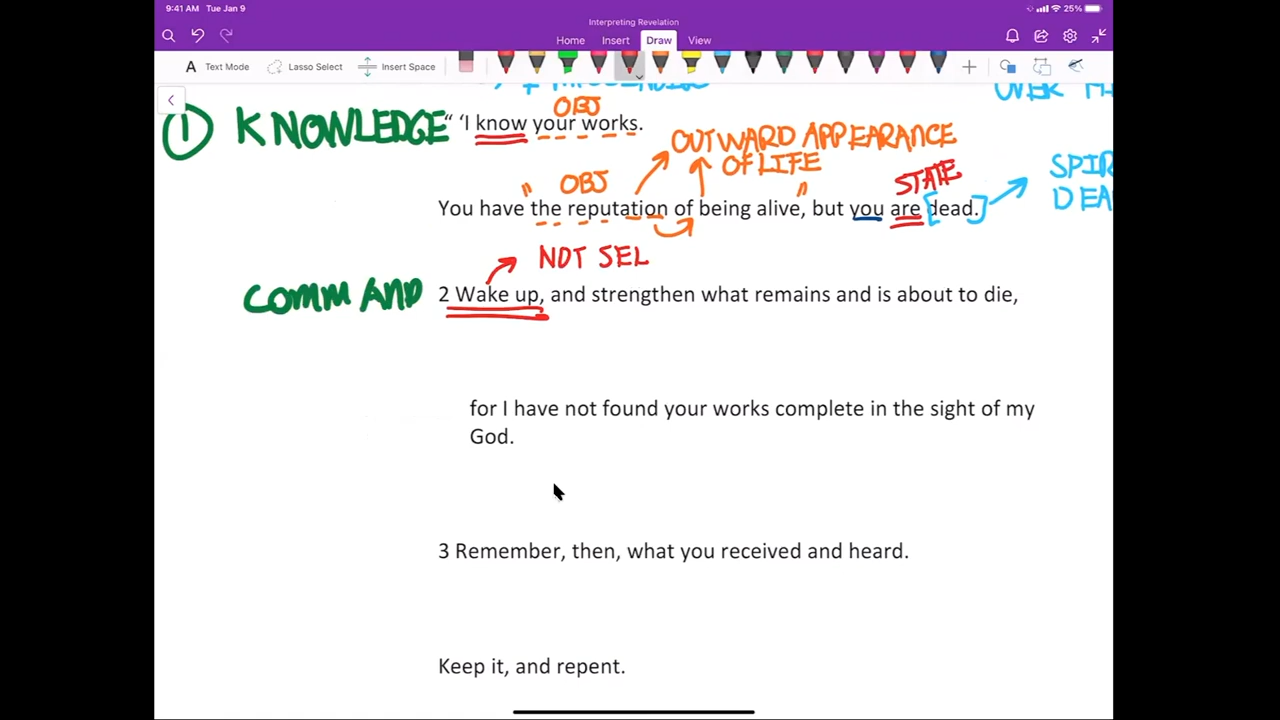 9:41 AM Tue Jan 9
25%
Interpreting Revelation
Home Insert Draw View
A Text Mode Lasso Select Insert Space
OVER
OBJ
① KNOWLEDGE “ ‘I know your works.
OUTWARD APPEARANCE
OF LIFE
" OBJ "
STATE
SPIR
DEA
You have the reputation of being alive, but you are [dead.]
NOT SEL
COMMAND 2 Wake up, and strengthen what remains and is about to die,
for I have not found your works complete in the sight of my
God.
3 Remember, then, what you received and heard.
Keep it, and repent.